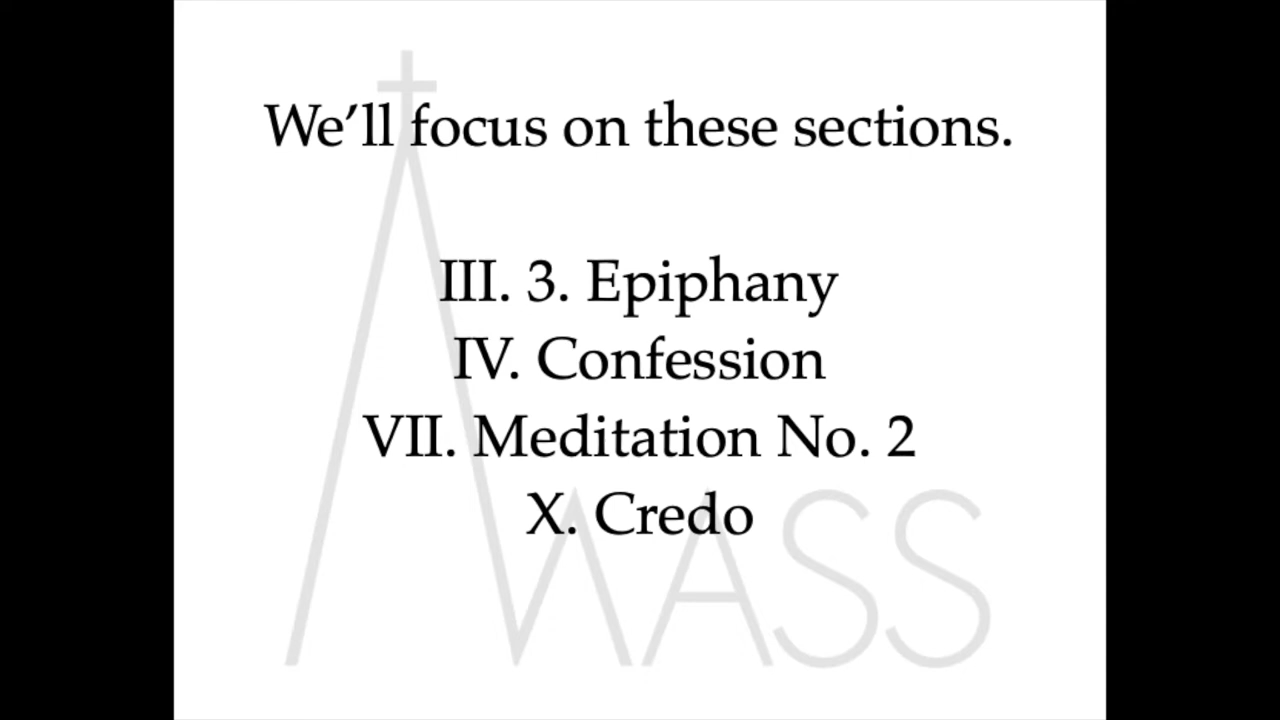 We'll focus on these sections.
III. 3. Epiphany
IV. Confession
VII. Meditation No. 2
X. Credo
MASS